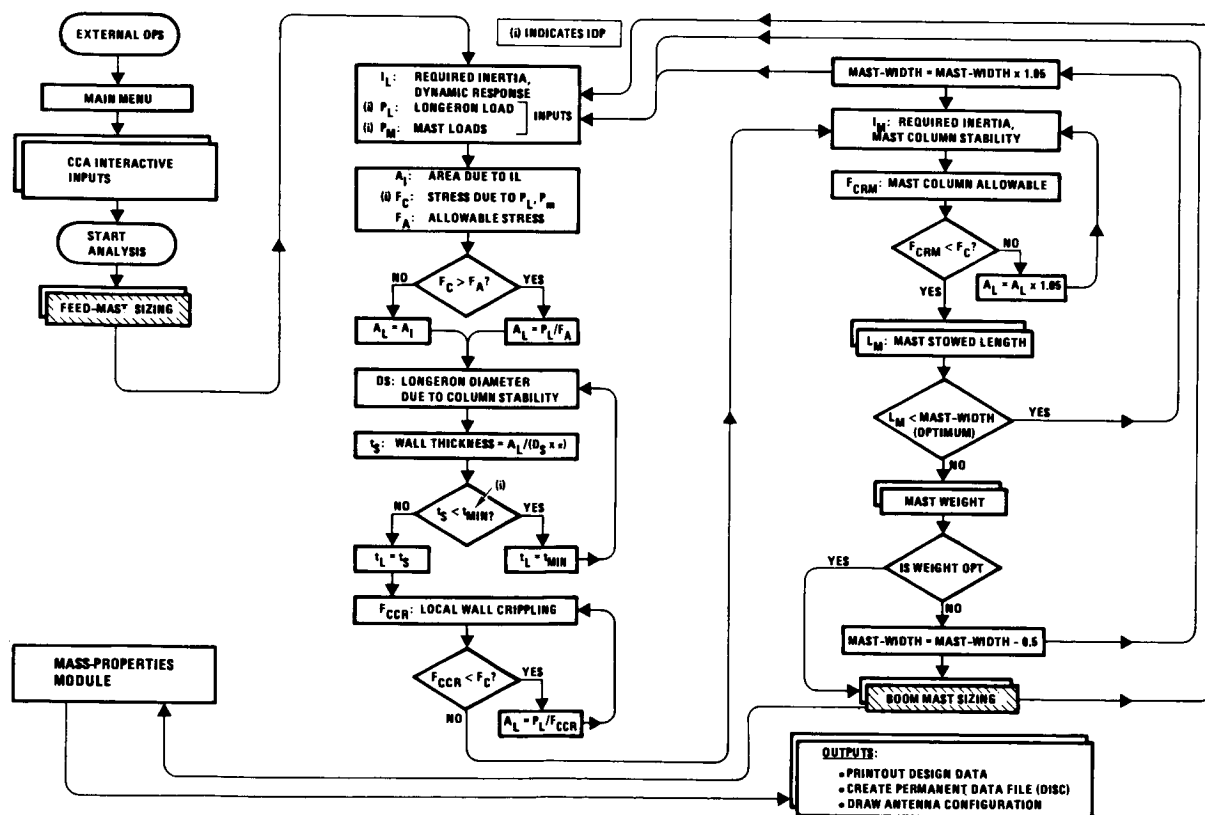 EXTERNAL OPS
MAIN MENU
CCA INTERACTIVE
INPUTS
START
ANALYSIS
FEED-MAST SIZING
(i) INDICATES IDP
I_L: REQUIRED INERTIA,
DYNAMIC RESPONSE
(i) P_L: LONGERON LOAD
(i) P_M: MAST LOADS
INPUTS
A_I: AREA DUE TO IL
(i) F_C: STRESS DUE TO P_L, P_m
F_A: ALLOWABLE STRESS
F_C > F_A?
NO
YES
A_L = A_I
A_L = P_L/F_A
DS: LONGERON DIAMETER
DUE TO COLUMN STABILITY
t_S: WALL THICKNESS = A_L/(D_S x π)
(i)
t_S < t_MIN?
NO
YES
t_L = t_S
t_L = t_MIN
F_CCR: LOCAL WALL CRIPPLING
F_CCR < F_C?
YES
NO
A_L = P_L/F_CCR
MAST-WIDTH = MAST-WIDTH x 1.05
I_M: REQUIRED INERTIA,
MAST COLUMN STABILITY
F_CRM: MAST COLUMN ALLOWABLE
F_CRM < F_C?
NO
YES
A_L = A_L x 1.05
L_M: MAST STOWED LENGTH
L_M < MAST-WIDTH
(OPTIMUM)
YES
NO
MAST WEIGHT
IS WEIGHT OPT
YES
NO
MAST-WIDTH = MAST-WIDTH - 0.5
BOOM MAST SIZING
MASS-PROPERTIES
MODULE
OUTPUTS:
• PRINTOUT DESIGN DATA
• CREATE PERMANENT DATA FILE (DISC)
• DRAW ANTENNA CONFIGURATION